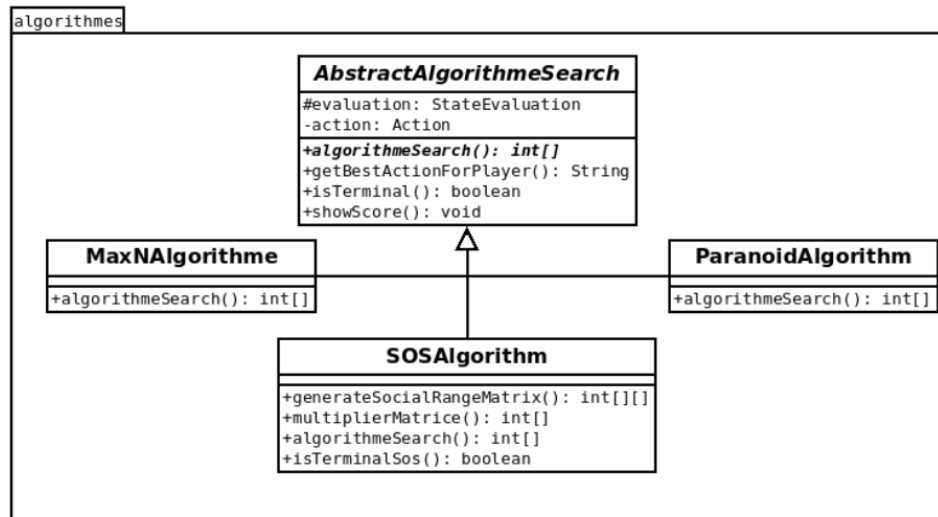 algorithmes
AbstractAlgorithmeSearch
#evaluation: StateEvaluation
-action: Action
+algorithmeSearch(): int[]
+getBestActionForPlayer(): String
+isTerminal(): boolean
+showScore(): void
MaxNAlgorithme
+algorithmeSearch(): int[]
ParanoidAlgorithm
+algorithmeSearch(): int[]
SOSAlgorithm
+generateSocialRangeMatrix(): int[][]
+multiplierMatrice(): int[]
+algorithmeSearch(): int[]
+isTerminalSos(): boolean